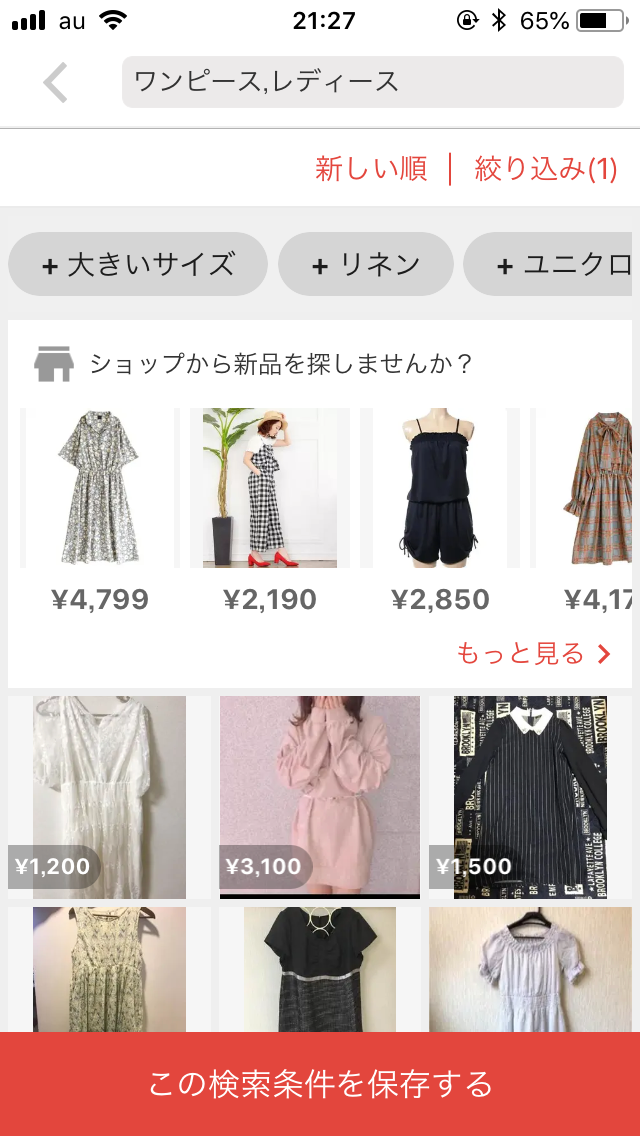 au 21:27 65%
ワンピース,レディース
新しい順 | 絞り込み(1)
+ 大きいサイズ + リネン + ユニクロ
ショップから新品を探しませんか？
¥4,799 ¥2,190 ¥2,850 ¥4,17
もっと見る
BROOKLYN COLLEGE
¥1,200 ¥3,100 ¥1,500
この検索条件を保存する